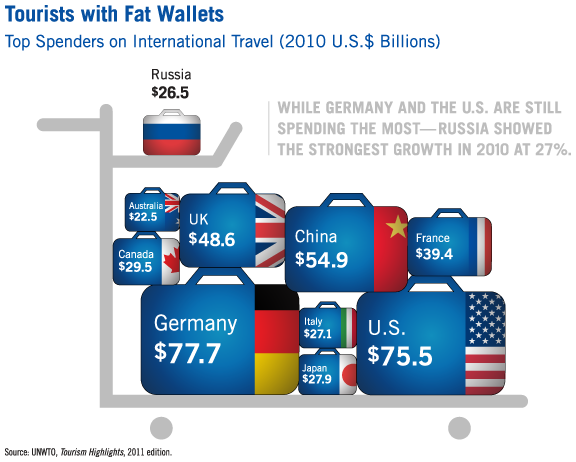 Tourists with Fat Wallets
Top Spenders on International Travel (2010 U.S.$ Billions)
Russia
$26.5
WHILE GERMANY AND THE U.S. ARE STILL
SPENDING THE MOST—RUSSIA SHOWED
THE STRONGEST GROWTH IN 2010 AT 27%.
Australia
$22.5
UK
$48.6
China
$54.9
France
$39.4
Canada
$29.5
Germany
$77.7
Italy
$27.1
Japan
$27.9
U.S.
$75.5
Source: UNWTO, Tourism Highlights, 2011 edition.